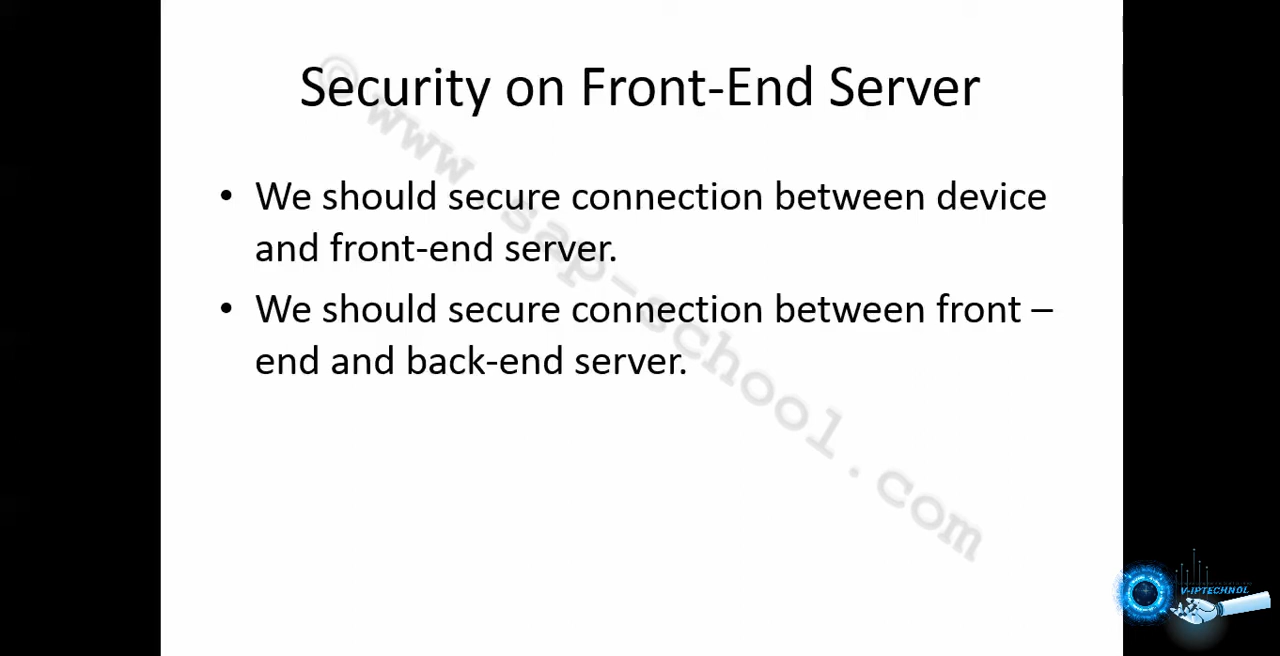 Security on Front-End Server
• We should secure connection between device
and front-end server.
• We should secure connection between front –
end and back-end server.
© www.sap-school.com
V-IPTECHNOL